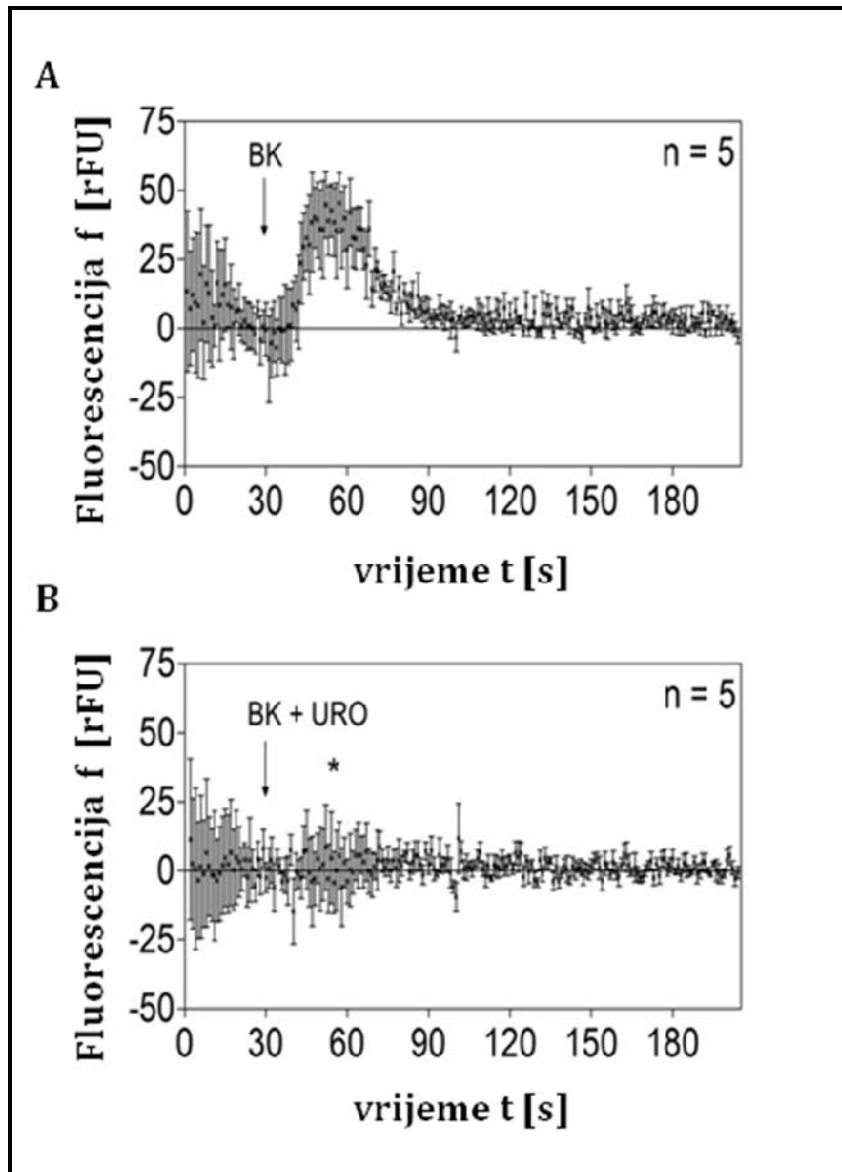 A
Fluorescencija f [rFU]
75
50
25
0
-25
-50
BK
n = 5
0 30 60 90 120 150 180
vrijeme t [s]
B
Fluorescencija f [rFU]
75
50
25
0
-25
-50
BK + URO
*
n = 5
0 30 60 90 120 150 180
vrijeme t [s]